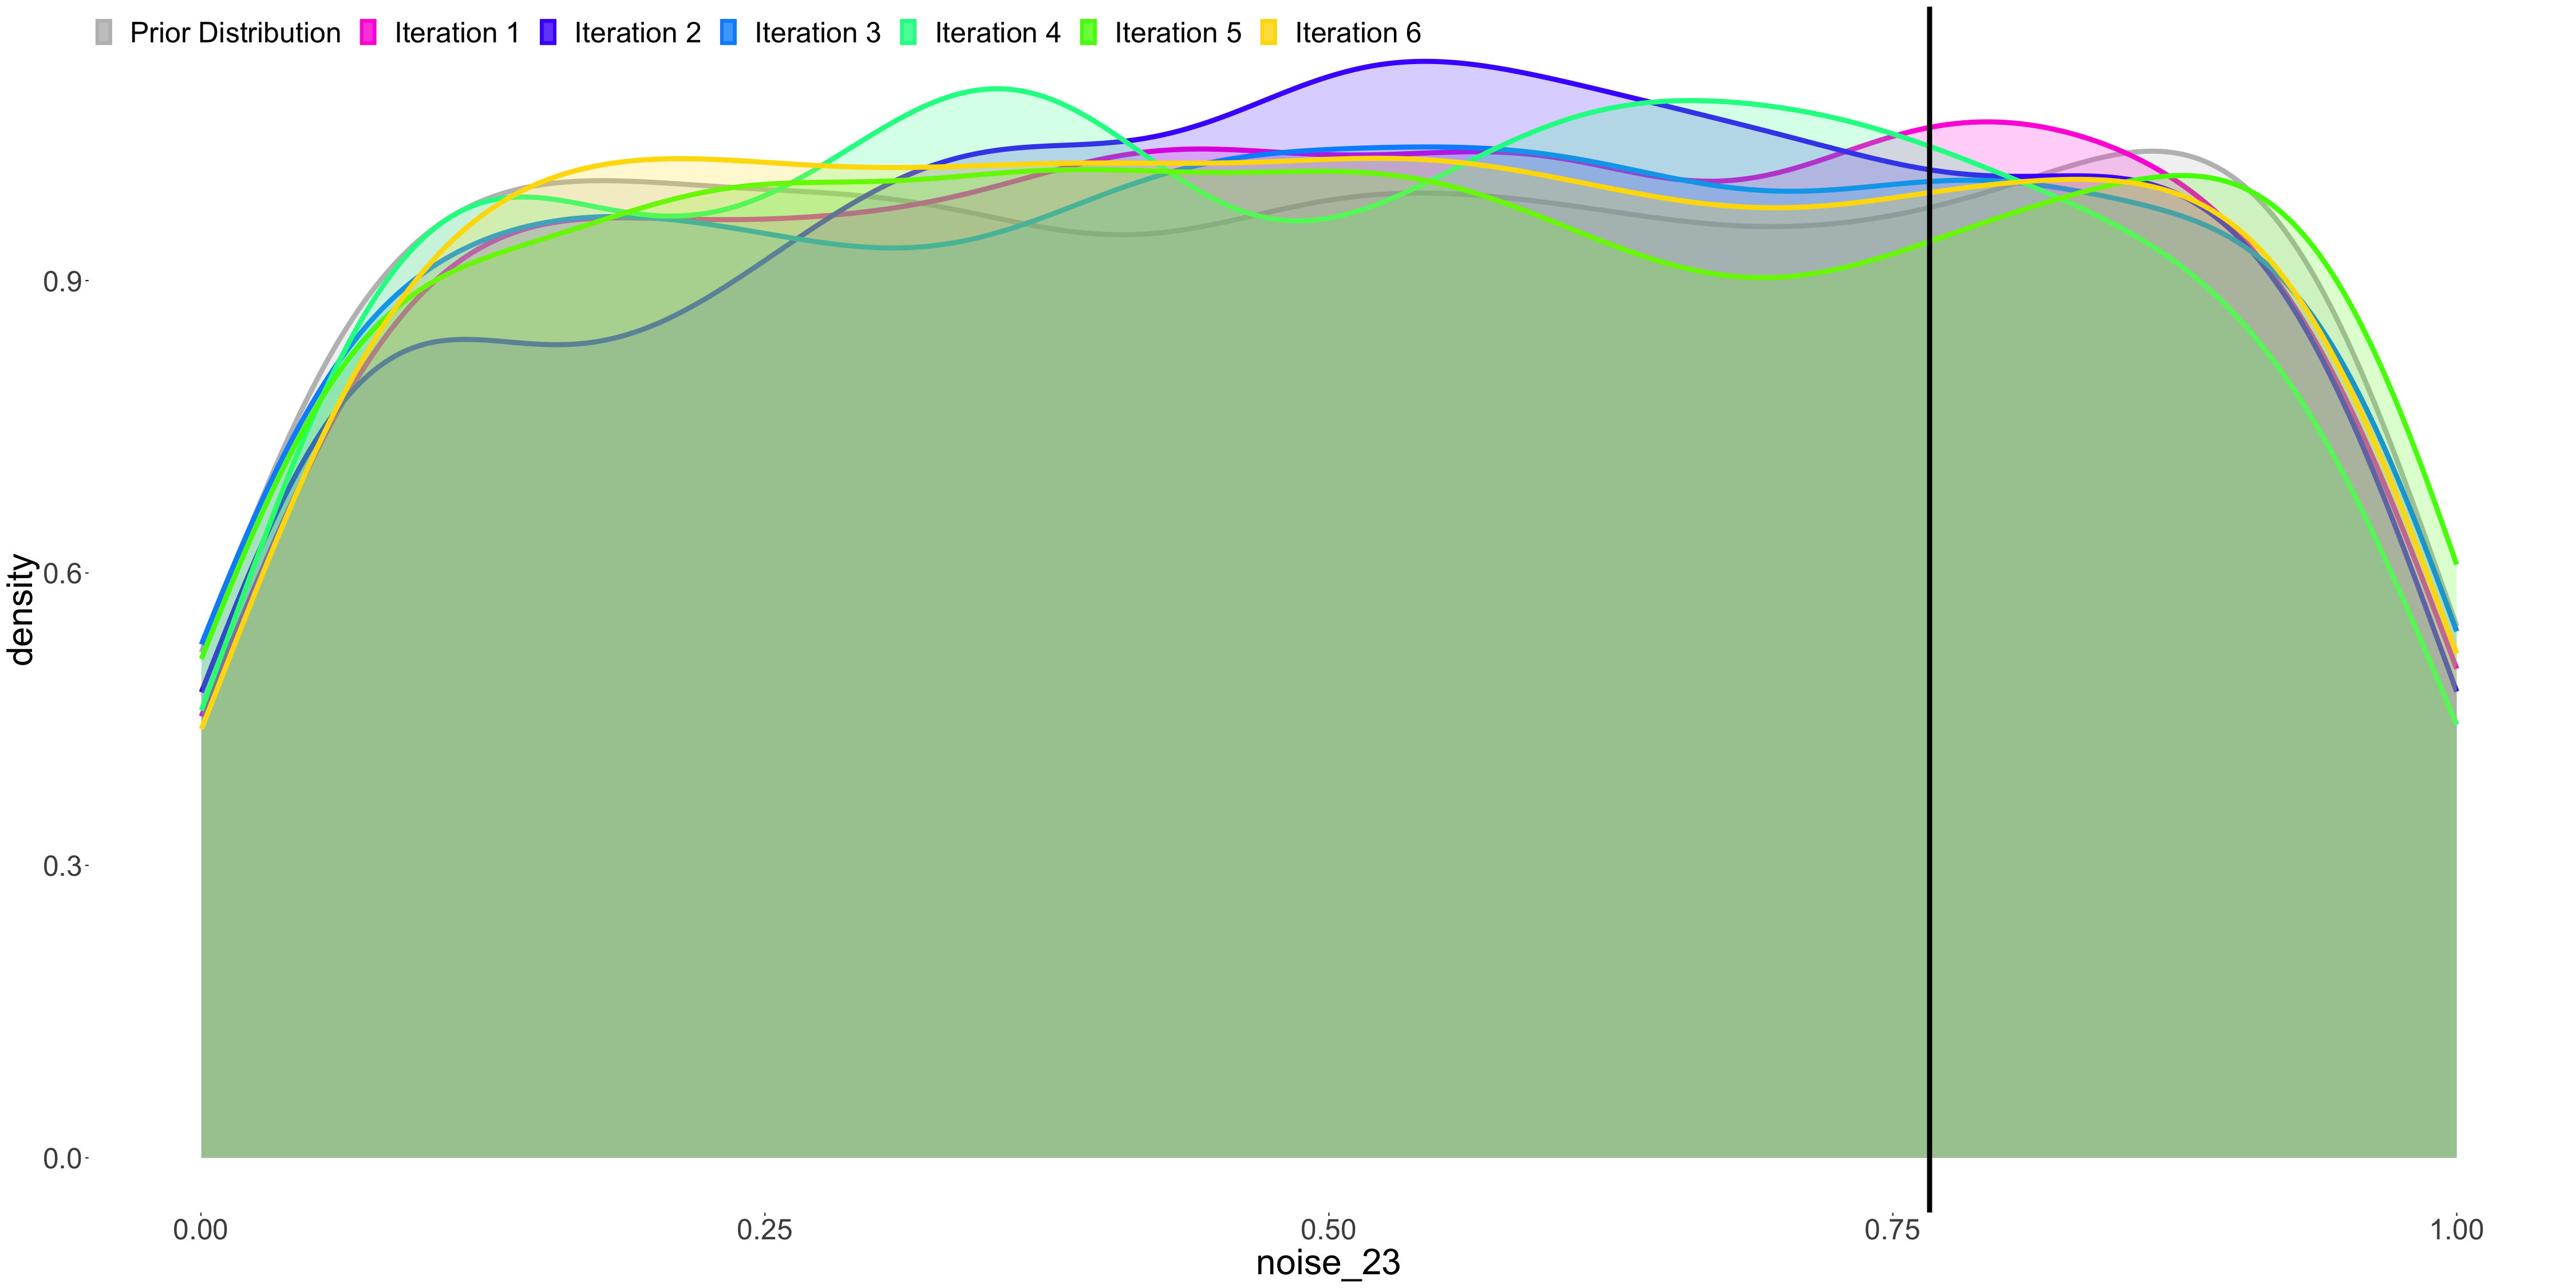 Prior Distribution Iteration 1 Iteration 2 Iteration 3 Iteration 4 Iteration 5 Iteration 6
0.9
0.6
0.3
0.0
density
0.00 0.25 0.50 0.75 1.00
noise_23